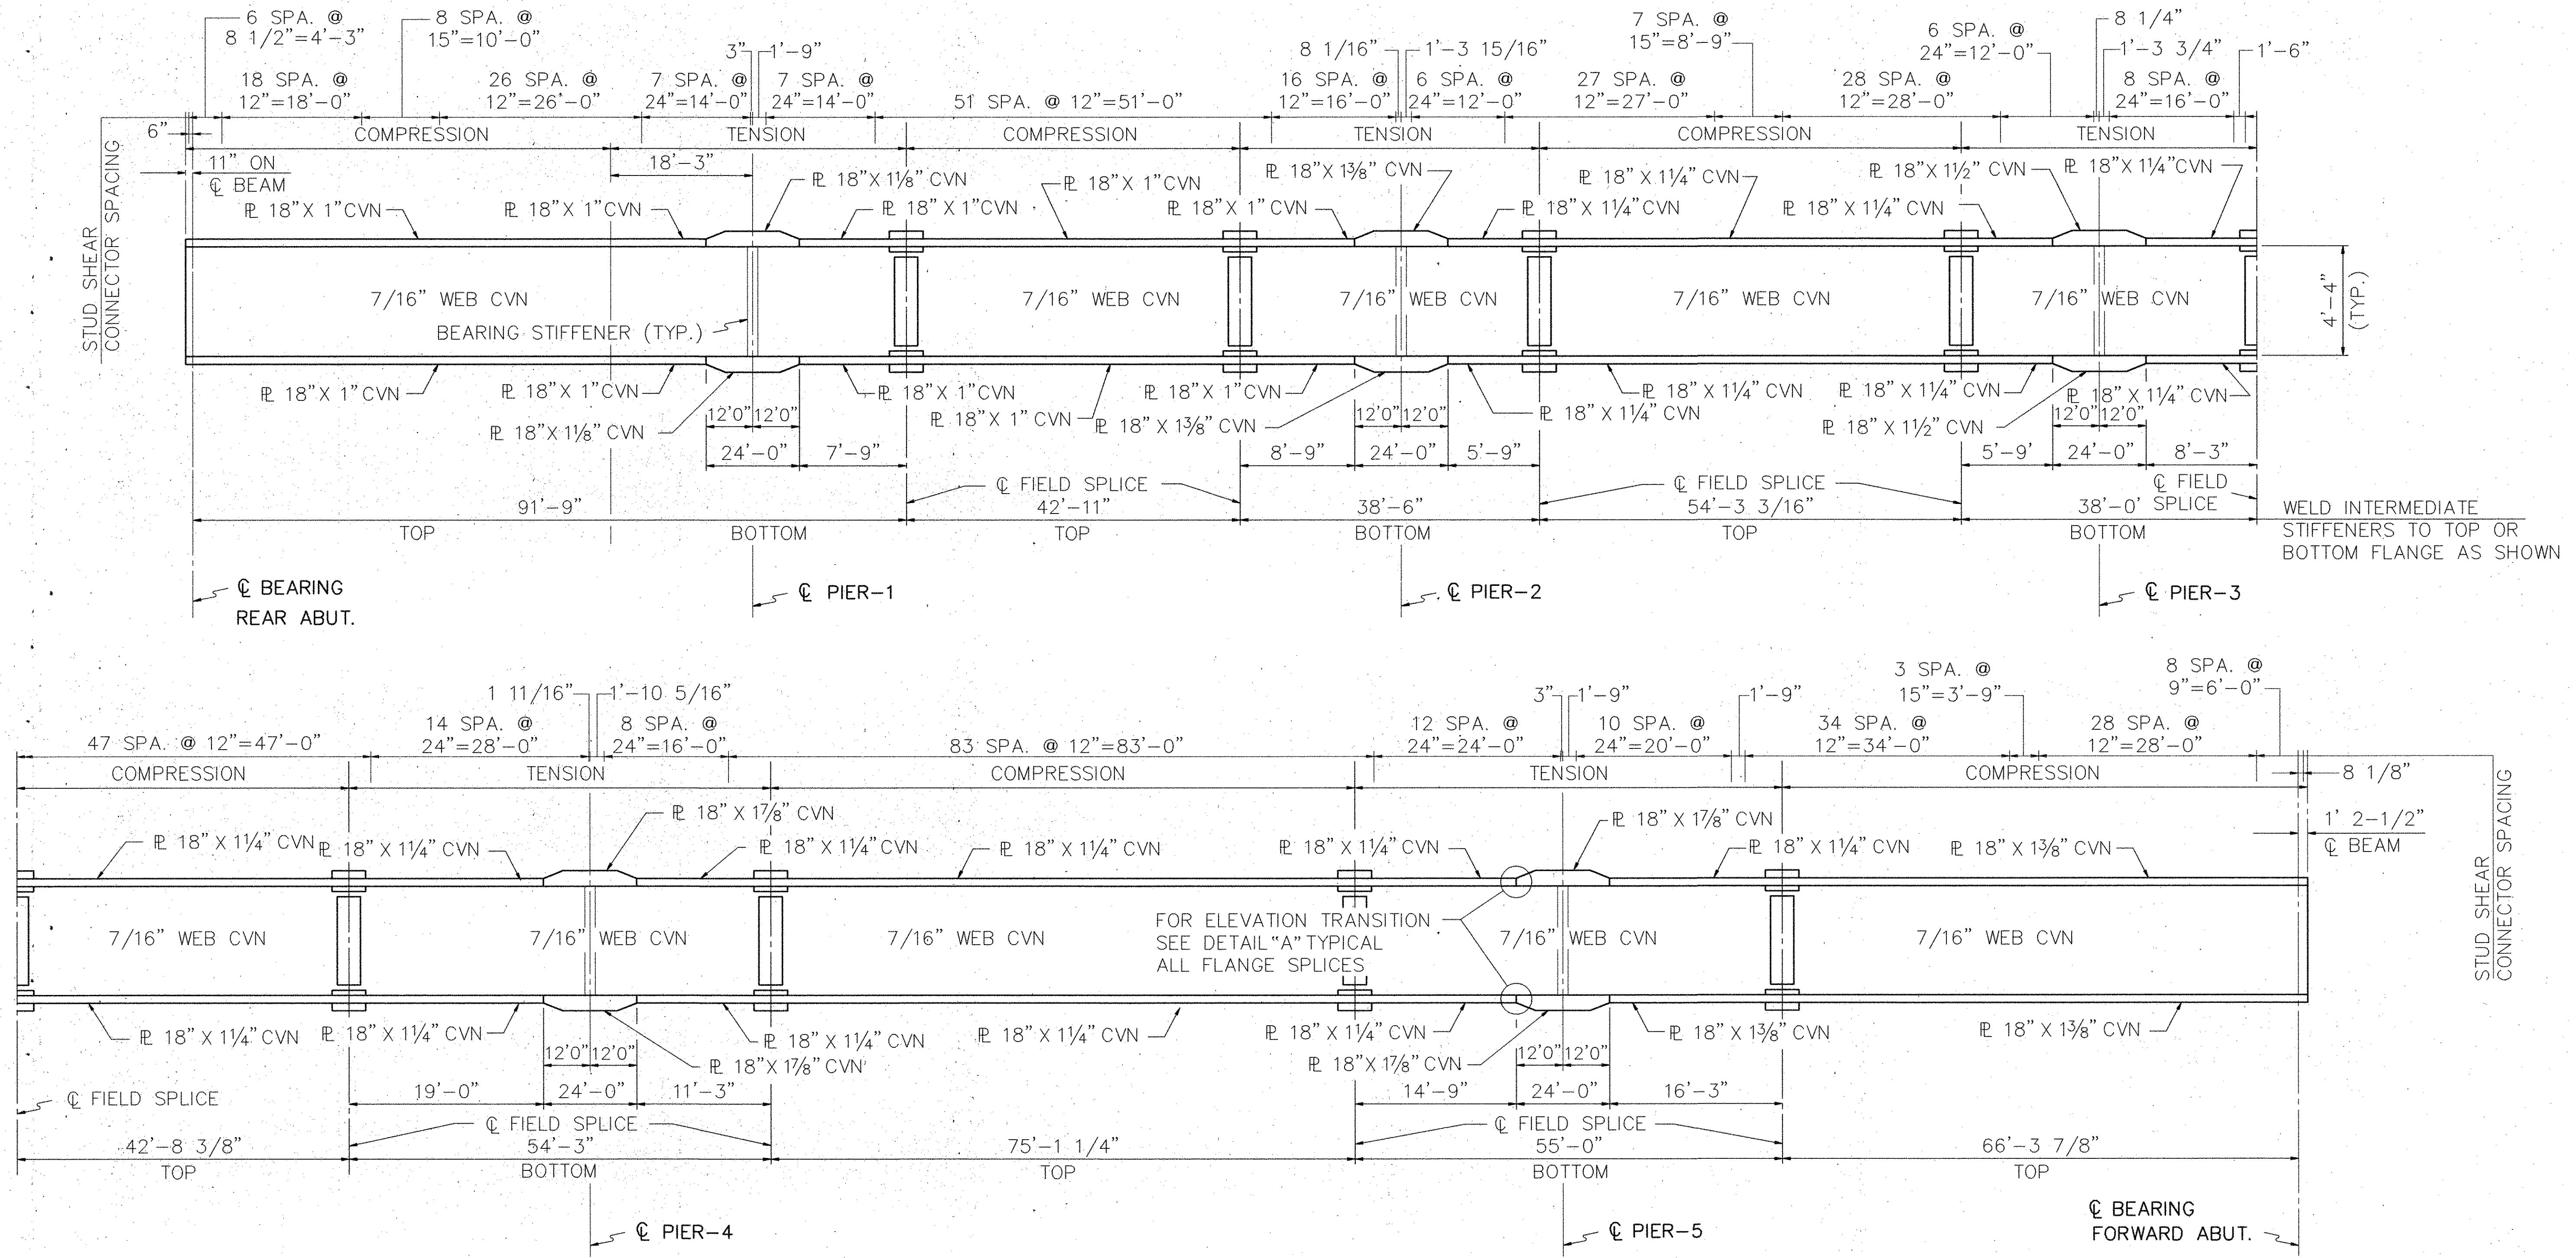 6 SPA. @
8 1/2"=4'-3"
8 SPA. @
15"=10'-0"
3"
1'-9"
8 1/16"
1'-3 15/16"
7 SPA. @
15"=8'-9"
6 SPA. @
24"=12'-0"
8 1/4"
1'-3 3/4"
1'-6"
18 SPA. @
12"=18'-0"
26 SPA. @
12"=26'-0"
7 SPA. @
24"=14'-0"
7 SPA. @
24"=14'-0"
51 SPA. @ 12"=51'-0"
16 SPA. @
12"=16'-0"
6 SPA. @
24"=12'-0"
27 SPA. @
12"=27'-0"
28 SPA. @
12"=28'-0"
8 SPA. @
24"=16'-0"
6"
COMPRESSION
TENSION
COMPRESSION
TENSION
COMPRESSION
TENSION
STUD SHEAR
CONNECTOR SPACING
11" ON
℄ BEAM
18'-3"
℄ 18" X 1" CVN
℄ 18" X 1" CVN
℄ 18" X 1⅛" CVN
℄ 18" X 1" CVN
℄ 18" X 1" CVN
℄ 18" X 1" CVN
℄ 18" X 1⅜" CVN
℄ 18" X 1¼" CVN
℄ 18" X 1¼" CVN
℄ 18" X 1¼" CVN
℄ 18" X 1½" CVN
℄ 18" X 1¼" CVN
7/16" WEB CVN
BEARING STIFFENER (TYP.)
7/16" WEB CVN
7/16" WEB CVN
7/16" WEB CVN
7/16" WEB CVN
4'-4"
(TYP.)
℄ 18" X 1" CVN
℄ 18" X 1" CVN
℄ 18" X 1⅛" CVN
℄ 18" X 1" CVN
℄ 18" X 1" CVN
℄ 18" X 1" CVN
℄ 18" X 1⅜" CVN
℄ 18" X 1¼" CVN
℄ 18" X 1¼" CVN
℄ 18" X 1¼" CVN
℄ 18" X 1½" CVN
℄ 18" X 1¼" CVN
12'0"
12'0"
24'-0"
7'-9"
12'0"
12'0"
8'-9"
24'-0"
5'-9"
12'0"
12'0"
5'-9'
24'-0"
8'-3"
℄ FIELD SPLICE
℄ FIELD SPLICE
℄ FIELD
SPLICE
91'-9"
42'-11"
38'-6"
54'-3 3/16"
38'-0'
TOP
BOTTOM
TOP
BOTTOM
TOP
BOTTOM
WELD INTERMEDIATE
STIFFENERS TO TOP OR
BOTTOM FLANGE AS SHOWN
℄ BEARING
REAR ABUT.
℄ PIER-1
℄ PIER-2
℄ PIER-3
1 11/16"
1'-10 5/16"
3"
1'-9"
1'-9"
3 SPA. @
15"=3'-9"
8 SPA. @
9"=6'-0"
47 SPA. @ 12"=47'-0"
14 SPA. @
24"=28'-0"
8 SPA. @
24"=16'-0"
83 SPA. @ 12"=83'-0"
12 SPA. @
24"=24'-0"
10 SPA. @
24"=20'-0"
34 SPA. @
12"=34'-0"
28 SPA. @
12"=28'-0"
COMPRESSION
TENSION
COMPRESSION
TENSION
COMPRESSION
8 1/8"
1' 2-1/2"
℄ BEAM
STUD SHEAR
CONNECTOR SPACING
℄ 18" X 1¼" CVN
℄ 18" X 1¼" CVN
℄ 18" X 1⅞" CVN
℄ 18" X 1¼" CVN
℄ 18" X 1¼" CVN
℄ 18" X 1¼" CVN
℄ 18" X 1⅞" CVN
℄ 18" X 1¼" CVN
℄ 18" X 1⅜" CVN
7/16" WEB CVN
7/16" WEB CVN
7/16" WEB CVN
FOR ELEVATION TRANSITION
SEE DETAIL "A" TYPICAL
ALL FLANGE SPLICES
7/16" WEB CVN
7/16" WEB CVN
℄ 18" X 1¼" CVN
℄ 18" X 1¼" CVN
℄ 18" X 1⅞" CVN
℄ 18" X 1¼" CVN
℄ 18" X 1¼" CVN
℄ 18" X 1¼" CVN
℄ 18" X 1⅞" CVN
℄ 18" X 1⅜" CVN
℄ 18" X 1⅜" CVN
12'0"
12'0"
19'-0"
24'-0"
11'-3"
12'0"
12'0"
14'-9"
24'-0"
16'-3"
℄ FIELD SPLICE
℄ FIELD SPLICE
℄ FIELD SPLICE
42'-8 3/8"
54'-3"
75'-1 1/4"
55'-0"
66'-3 7/8"
TOP
BOTTOM
TOP
BOTTOM
TOP
℄ PIER-4
℄ PIER-5
℄ BEARING
FORWARD ABUT.